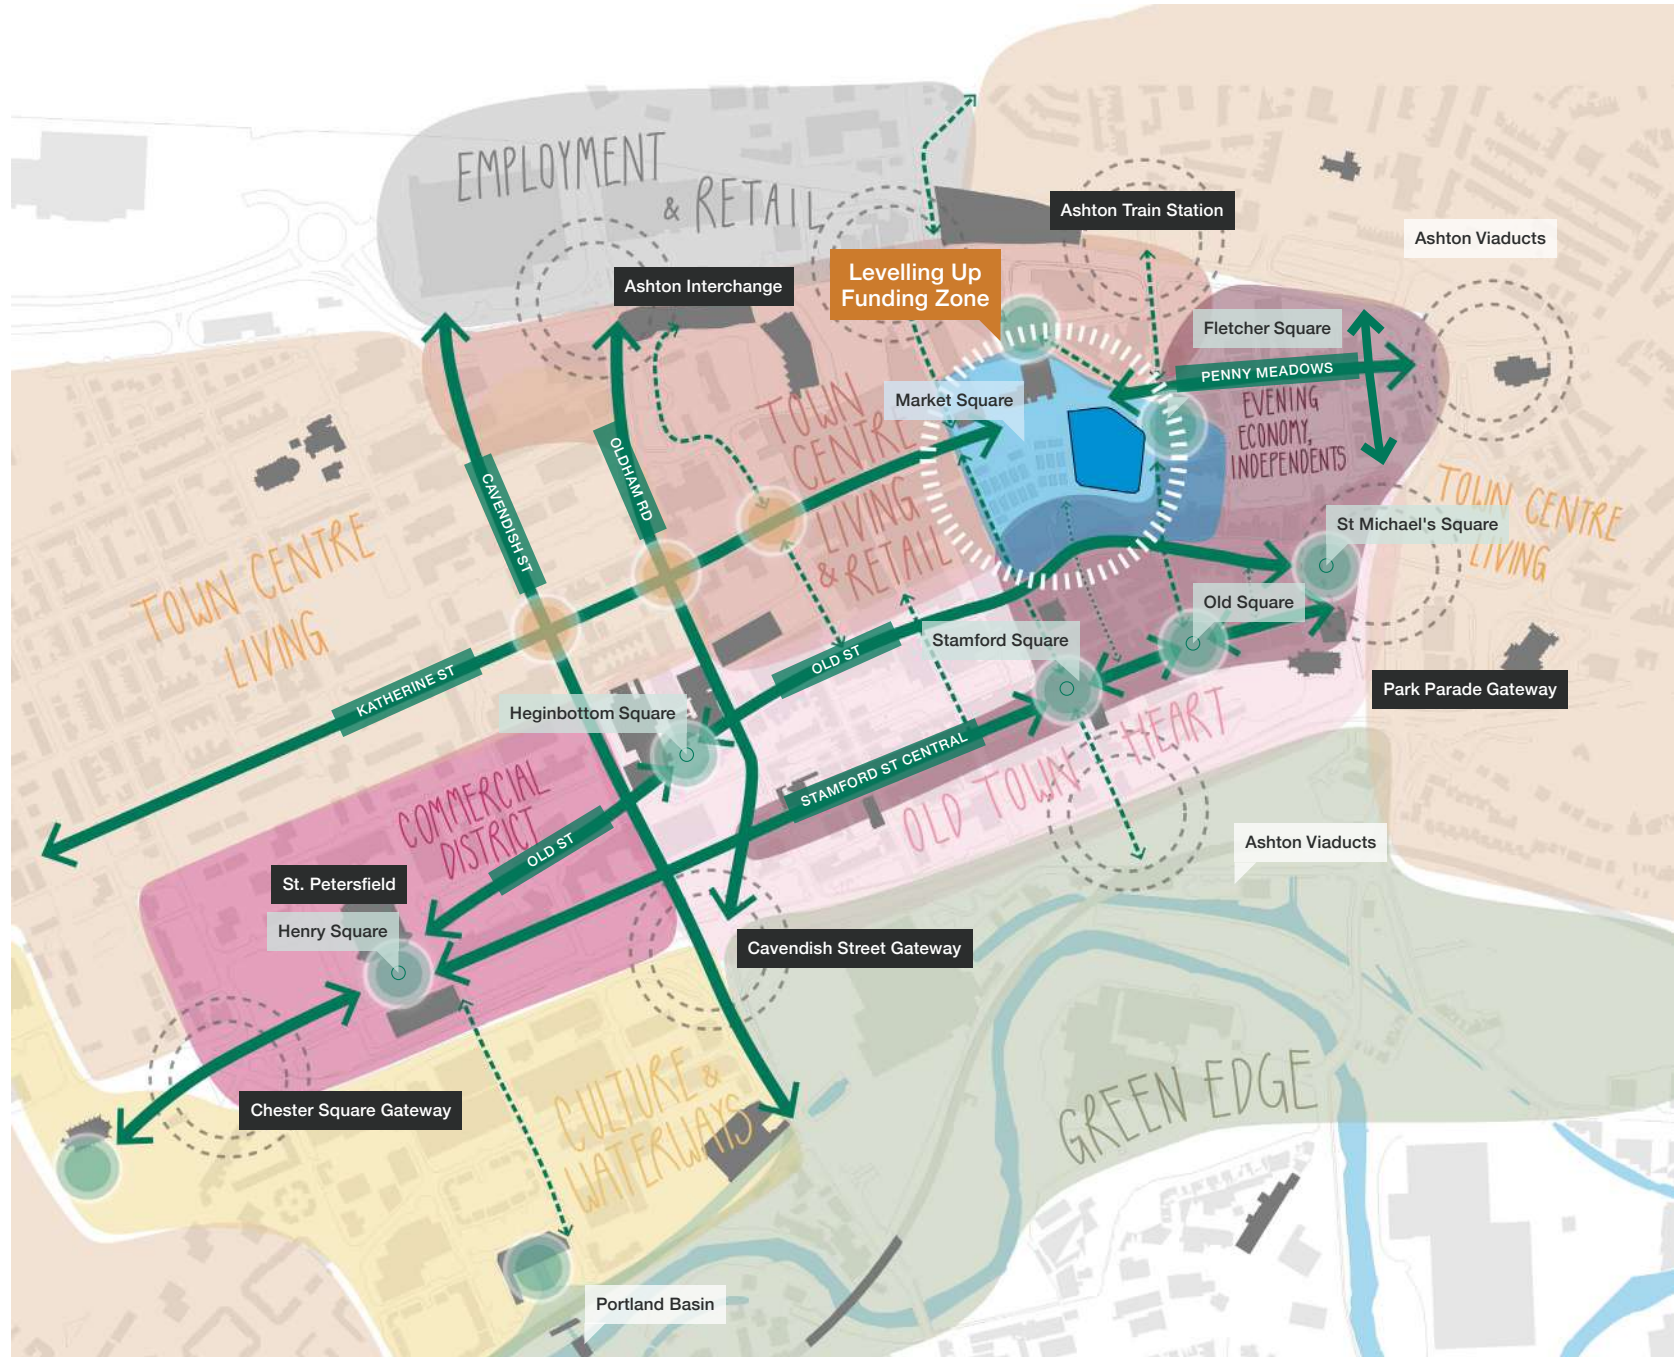 EMPLOYMENT
& RETAIL
Ashton Train Station
Ashton Viaducts
Levelling Up
Funding Zone
Ashton Interchange
Fletcher Square
PENNY MEADOWS
Market Square
EVENING
ECONOMY,
INDEPENDENTS
TOWN
CENTRE
LIVING
& RETAIL
OLDHAM RD
CAVENDISH ST
TOWN CENTRE
LIVING
St Michael's Square
TOWN CENTRE
LIVING
Old Square
Stamford Square
OLD ST
KATHERINE ST
Heginbottom Square
Park Parade Gateway
STAMFORD ST CENTRAL
OLD TOWN HEART
COMMERCIAL
DISTRICT
OLD ST
Ashton Viaducts
St. Petersfield
Henry Square
Cavendish Street Gateway
Chester Square Gateway
CULTURE &
WATERWAYS
GREEN EDGE
Portland Basin